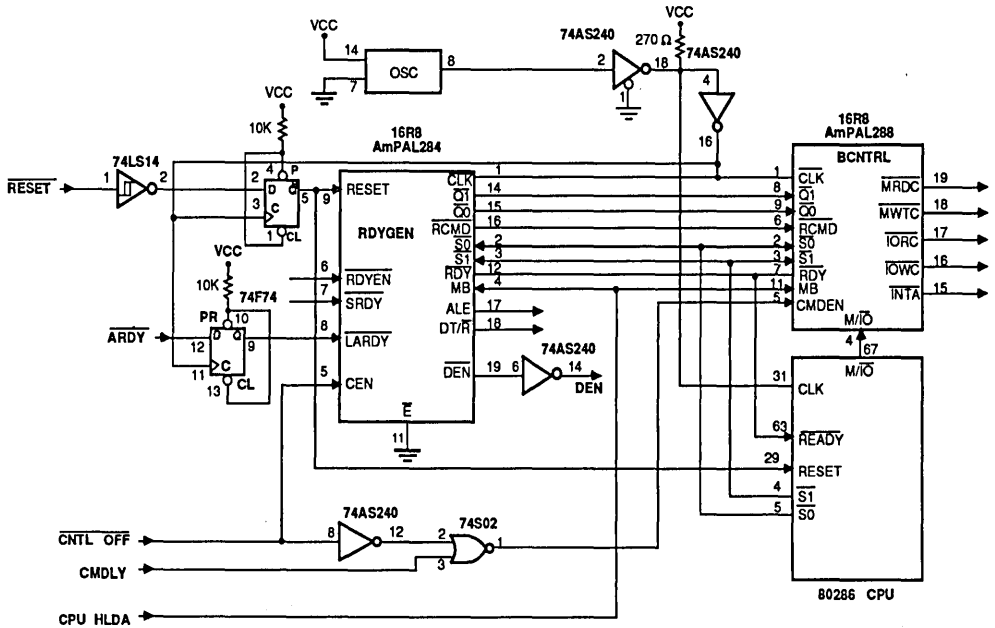 VCC
VCC
14
7
OSC
8
74AS240
2
18
1
270 Ω
74AS240
4
16
VCC
10K
4
P
74LS14
RESET
1
2
2
D
Q
5
3
C
1
CL
VCC
10K
74F74
PR
10
ARDY
D
Q
12
9
11
C
CL
13
16R8
AmPAL284
RDYGEN
9
RESET
6
RDYEN
7
SRDY
8
LARDY
5
CEN
CLK
1
Q1
14
Q0
15
RCMD
16
S0
2
S1
3
RDY
12
MB
4
ALE
17
DT/R
18
DEN
19
E
11
74AS240
6
14
DEN
16R8
AmPAL288
BCNTRL
1
CLK
8
Q1
9
Q0
6
RCMD
2
S0
3
S1
7
RDY
11
MB
5
CMDEN
MRDC
19
MWTC
18
IORC
17
IOWC
16
INTA
15
M/IO
4
67
M/IO
31
CLK
63
READY
29
RESET
4
S1
5
S0
80286 CPU
CNTL OFF
74AS240
8
12
74S02
2
3
1
CMDLY
CPU HLDA